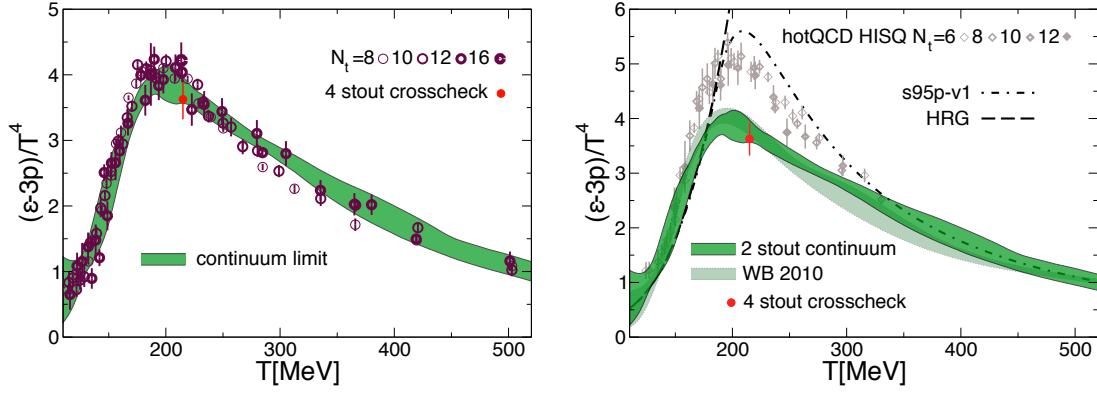 5
4
3
2
1
0
(ε-3p)/T⁴
N_t=8 ○ 10 ○ 12 ○ 16 ○
4 stout crosscheck
continuum limit
200 300 400 500
T[MeV]
6
5
4
3
2
1
0
(ε-3p)/T⁴
hotQCD HISQ N_t=6 ◇ 8 ◇ 10 ◇ 12 ◆
s95p-v1
HRG
2 stout continuum
WB 2010
4 stout crosscheck
200 300 400 500
T[MeV]